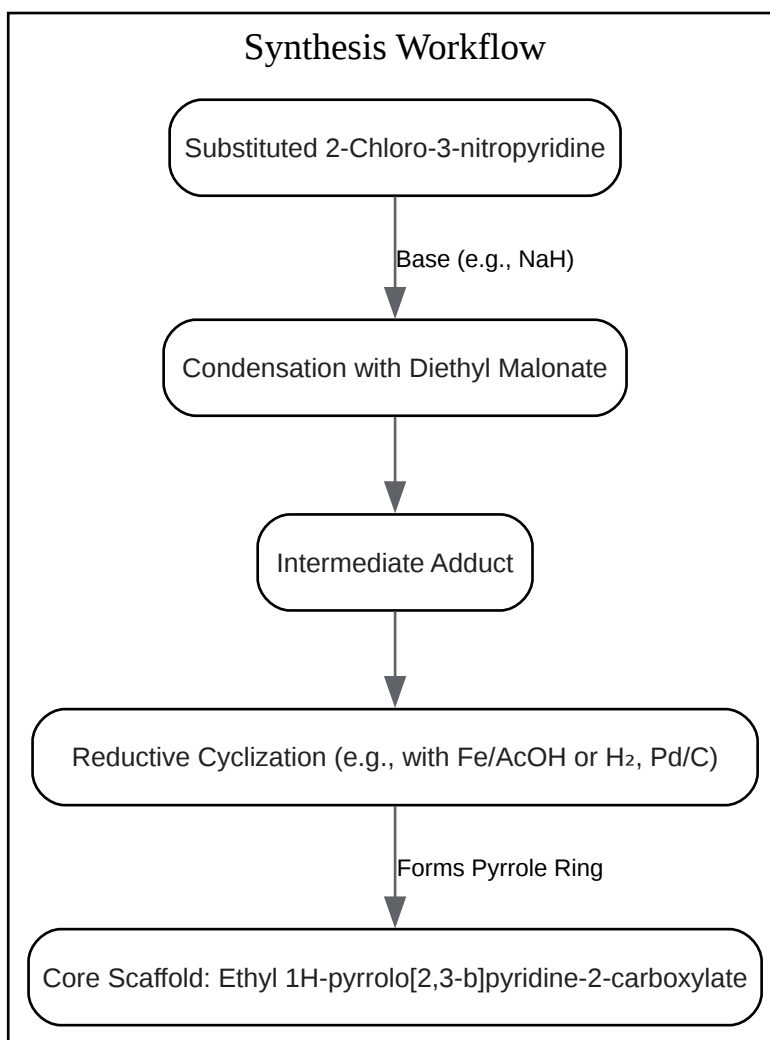 Synthesis Workflow
Substituted 2-Chloro-3-nitropyridine
Base (e.g., NaH)
Condensation with Diethyl Malonate
Intermediate Adduct
Reductive Cyclization (e.g., with Fe/AcOH or H₂, Pd/C)
Forms Pyrrole Ring
Core Scaffold: Ethyl 1H-pyrrolo[2,3-b]pyridine-2-carboxylate